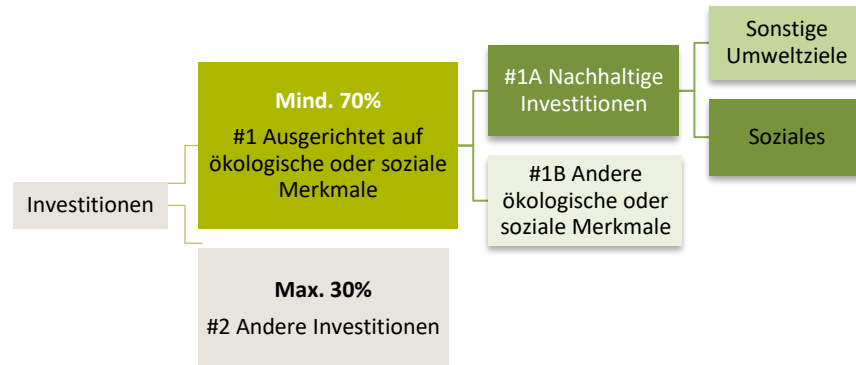 Investitionen
Mind. 70%
#1 Ausgerichtet auf
ökologische oder soziale
Merkmale
Max. 30%
#2 Andere Investitionen
#1A Nachhaltige
Investitionen
#1B Andere
ökologische oder
soziale Merkmale
Sonstige
Umweltziele
Soziales